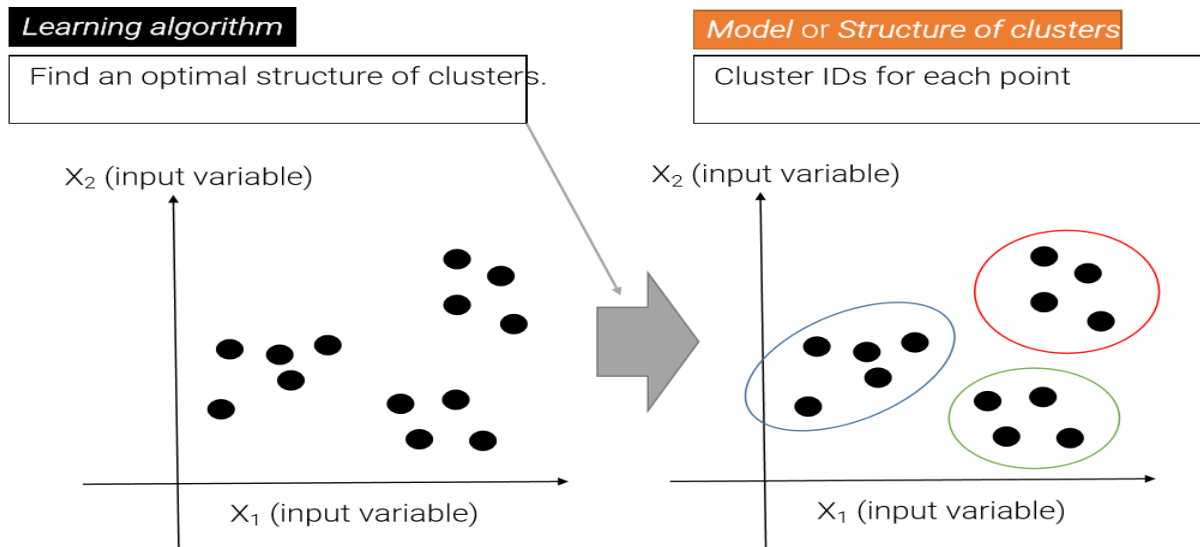 Learning algorithm
Find an optimal structure of clusters.
X₂ (input variable)
X₁ (input variable)
Model or Structure of clusters
Cluster IDs for each point
X₂ (input variable)
X₁ (input variable)